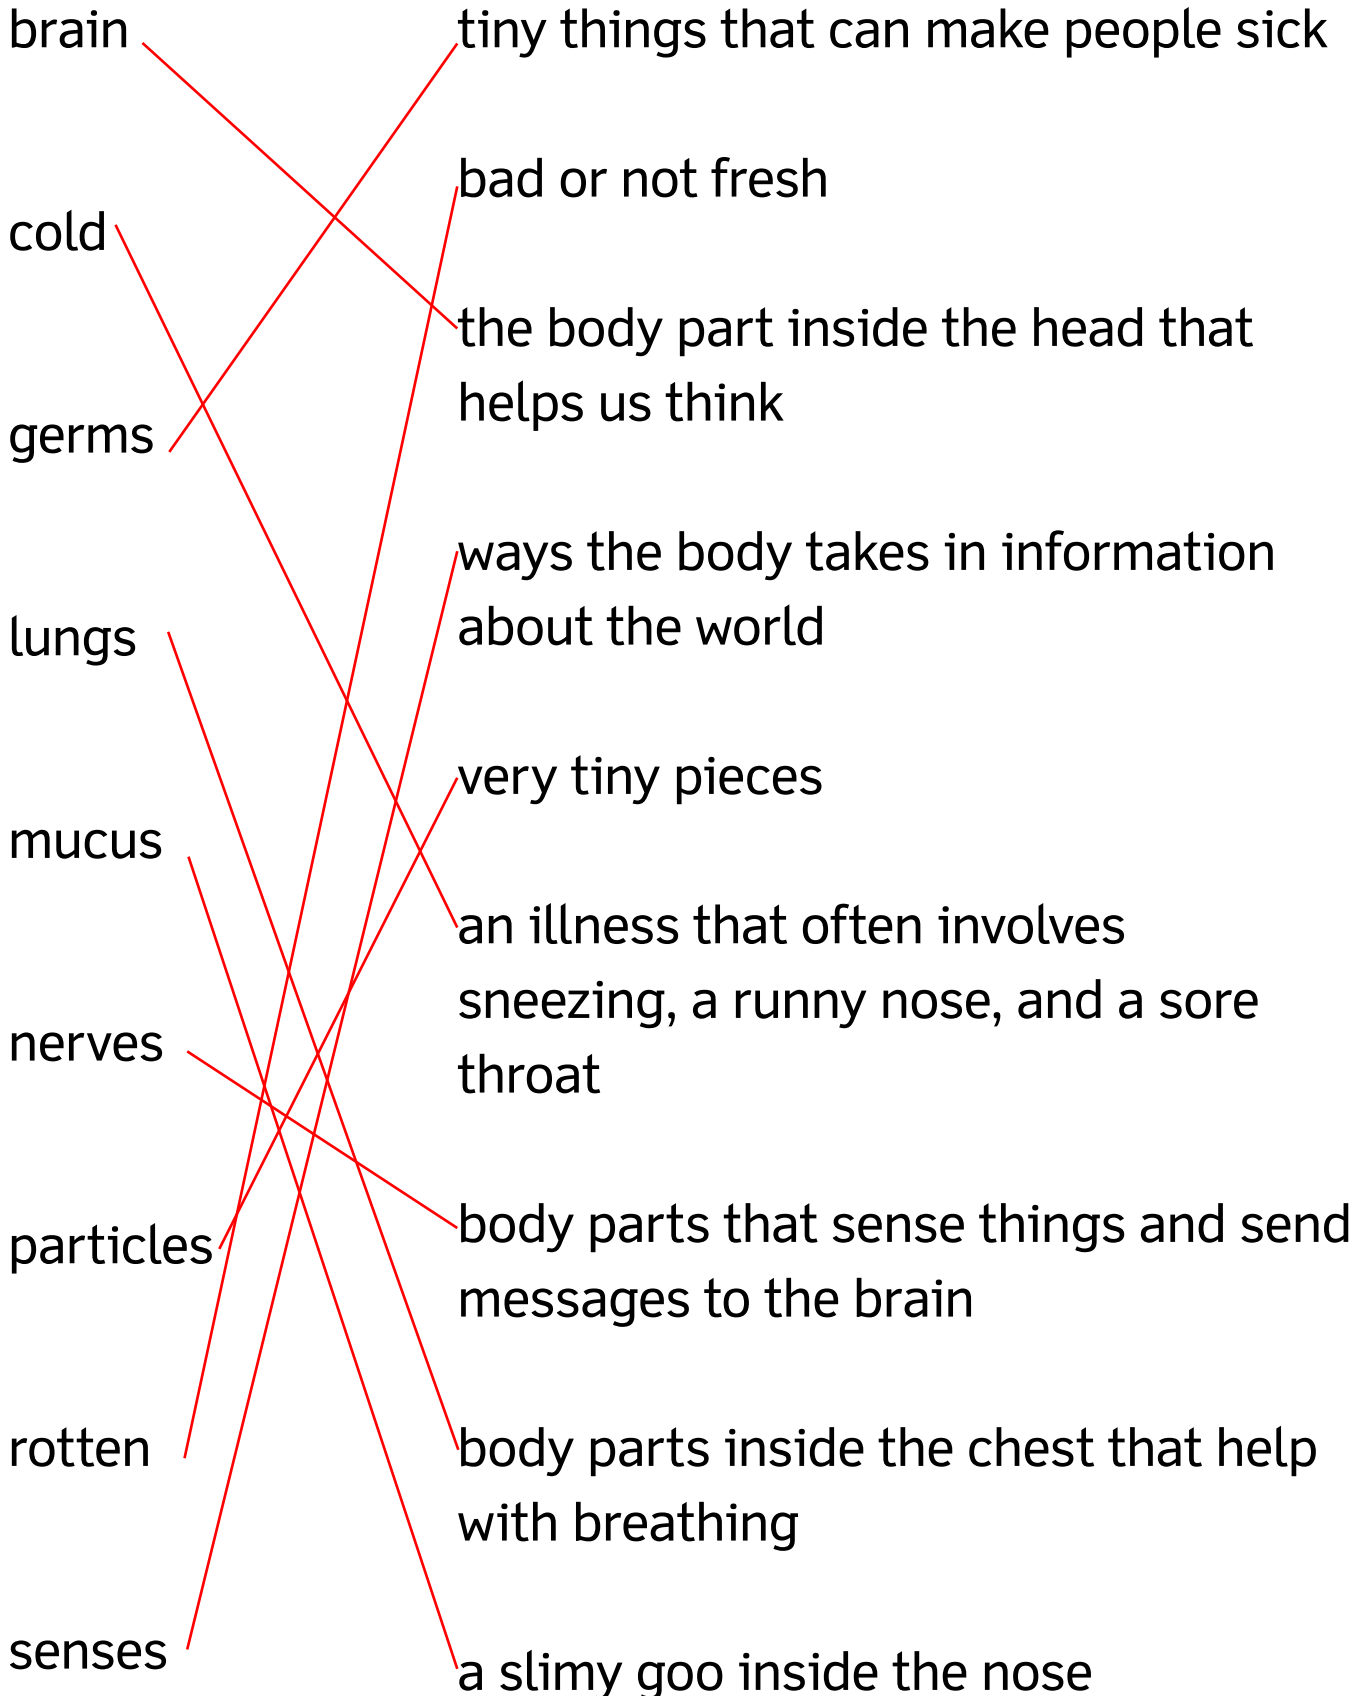 brain
cold
germs
lungs
mucus
nerves
particles
rotten
senses
tiny things that can make people sick
bad or not fresh
the body part inside the head that
helps us think
ways the body takes in information
about the world
very tiny pieces
an illness that often involves
sneezing, a runny nose, and a sore
throat
body parts that sense things and send
messages to the brain
body parts inside the chest that help
with breathing
a slimy goo inside the nose